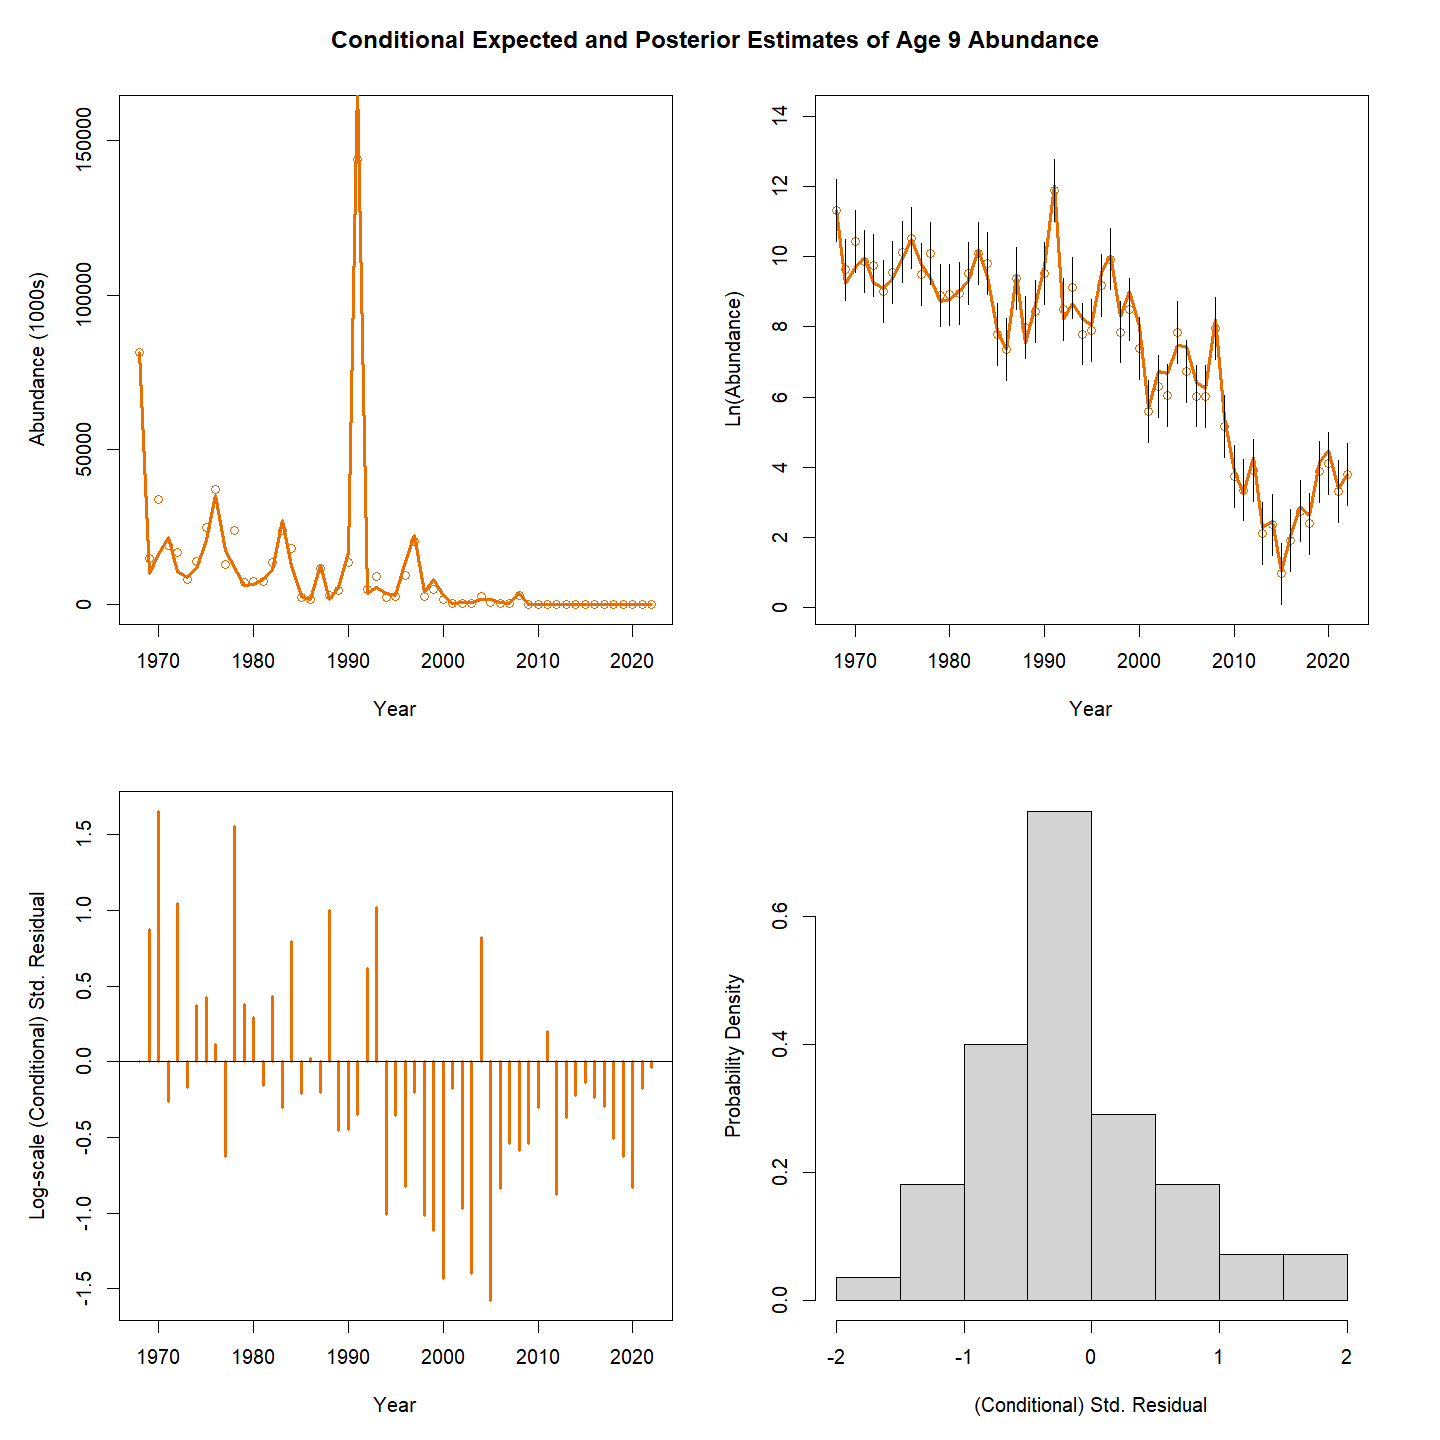 Conditional Expected and Posterior Estimates of Age 9 Abundance
Abundance (1000s)
150000
100000
50000
0
1970 1980 1990 2000 2010 2020
Year
Ln(Abundance)
14
12
10
8
6
4
2
0
1970 1980 1990 2000 2010 2020
Year
Log-scale (Conditional) Std. Residual
1.5
1.0
0.5
0.0
-0.5
-1.0
-1.5
1970 1980 1990 2000 2010 2020
Year
Probability Density
0.6
0.4
0.2
0.0
-2 -1 0 1 2
(Conditional) Std. Residual